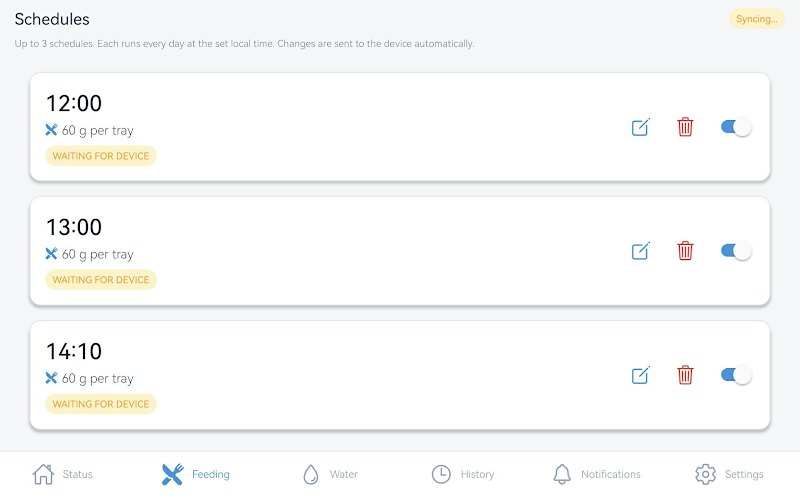 Schedules
Syncing...
Up to 3 schedules. Each runs every day at the set local time. Changes are sent to the device automatically.
12:00
60 g per tray
WAITING FOR DEVICE
13:00
60 g per tray
WAITING FOR DEVICE
14:10
60 g per tray
WAITING FOR DEVICE
Status
Feeding
Water
History
Notifications
Settings